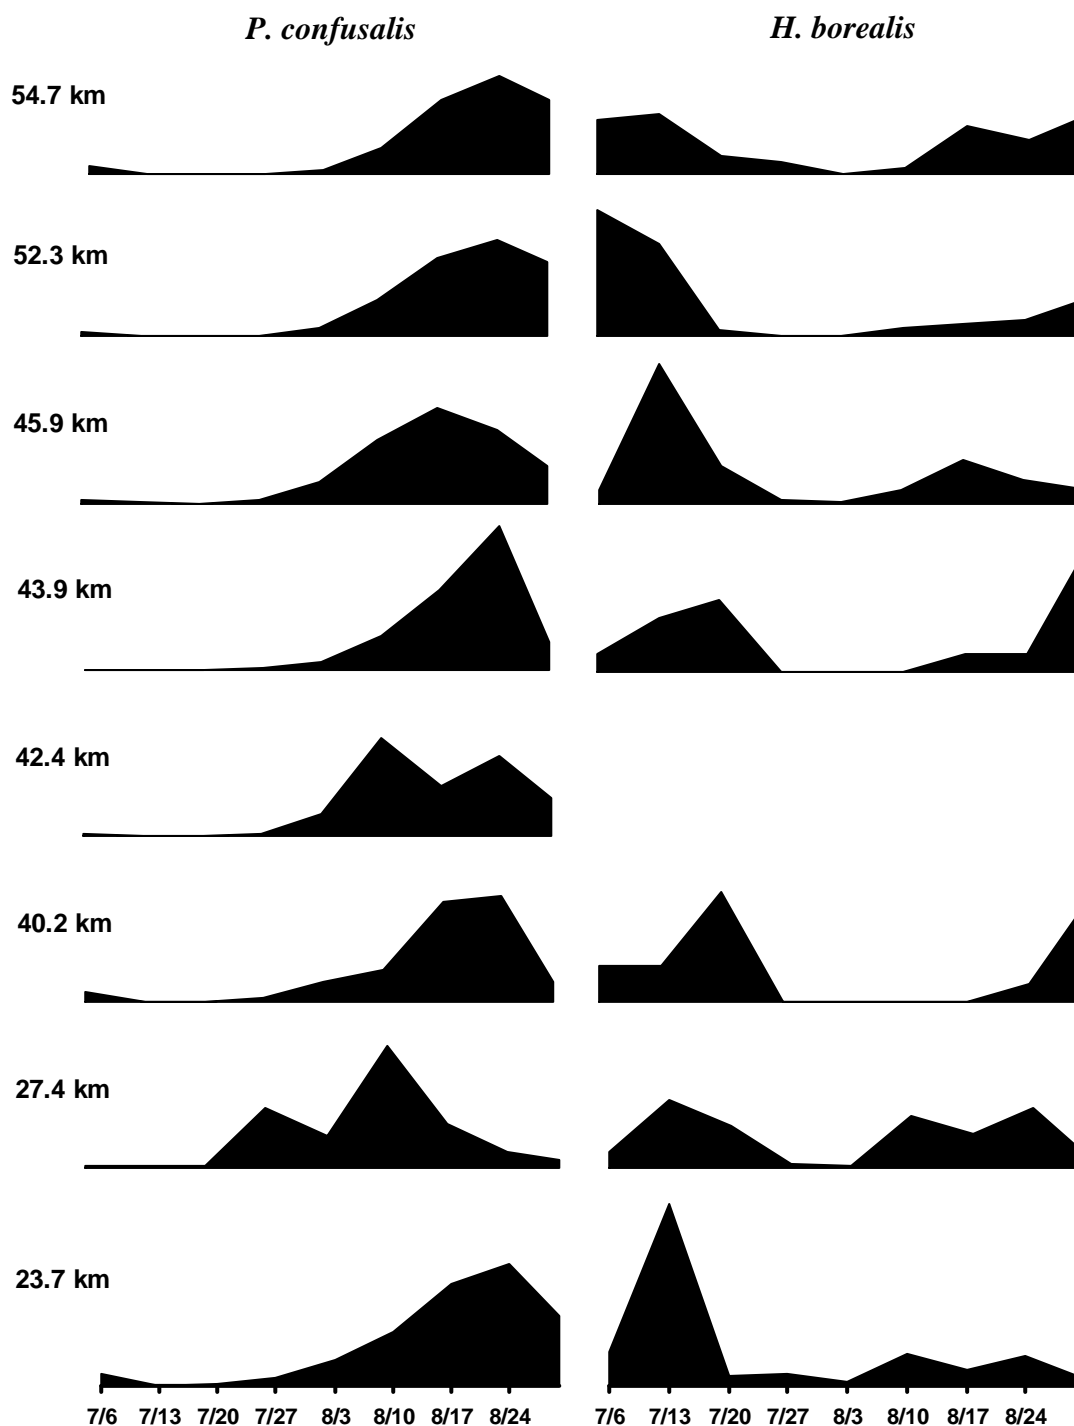 P. confusalis H. borealis
54.7 km
52.3 km
45.9 km
43.9 km
42.4 km
40.2 km
27.4 km
23.7 km
7/6 7/13 7/20 7/27 8/3 8/10 8/17 8/24 7/6 7/13 7/20 7/27 8/3 8/10 8/17 8/24